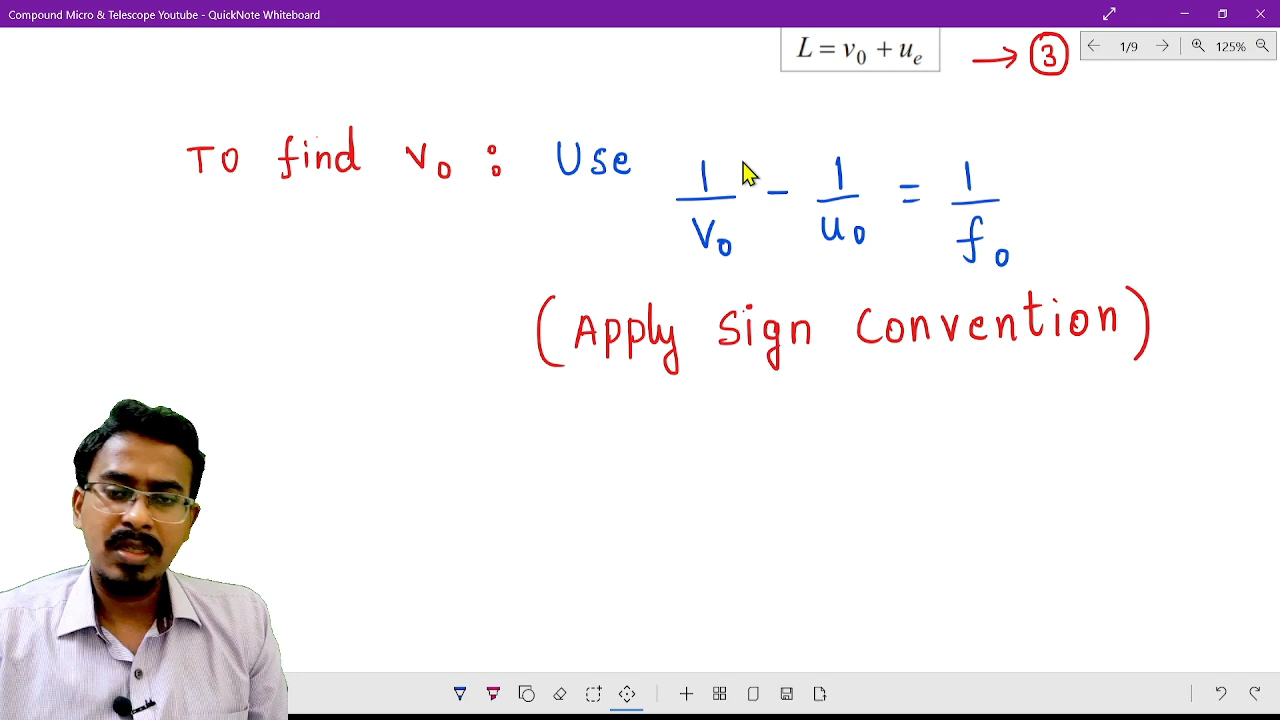 Compound Micro & Telescope Youtube - QuickNote Whiteboard
1/9 125%
L = v₀ + uₑ → 3
To find v₀ : Use 1/v₀ - 1/u₀ = 1/f₀
(Apply Sign Convention)